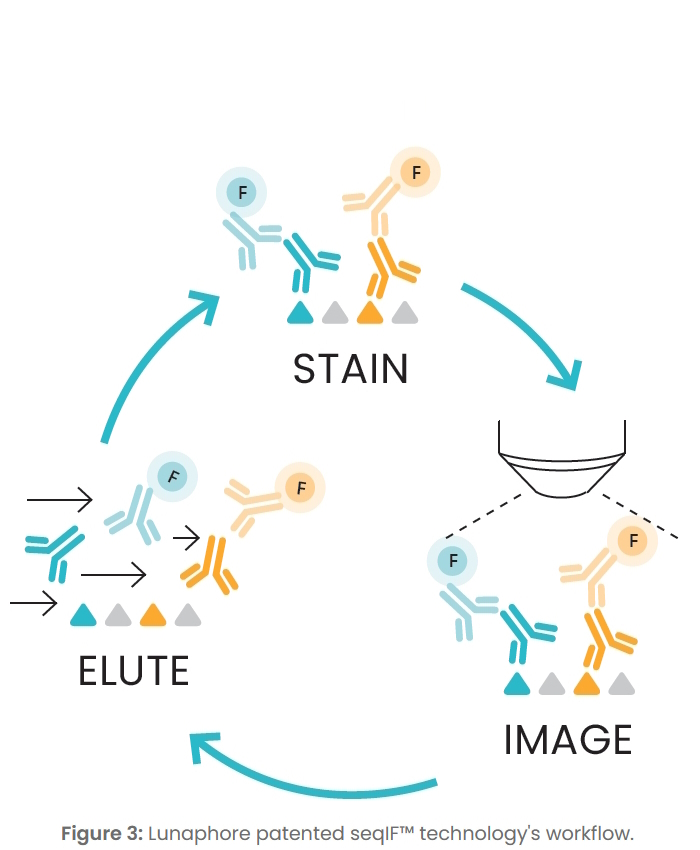 F
F
STAIN
F
F
ELUTE
F
F
IMAGE
Figure 3: Lunaphore patented seqIF™ technology's workflow.